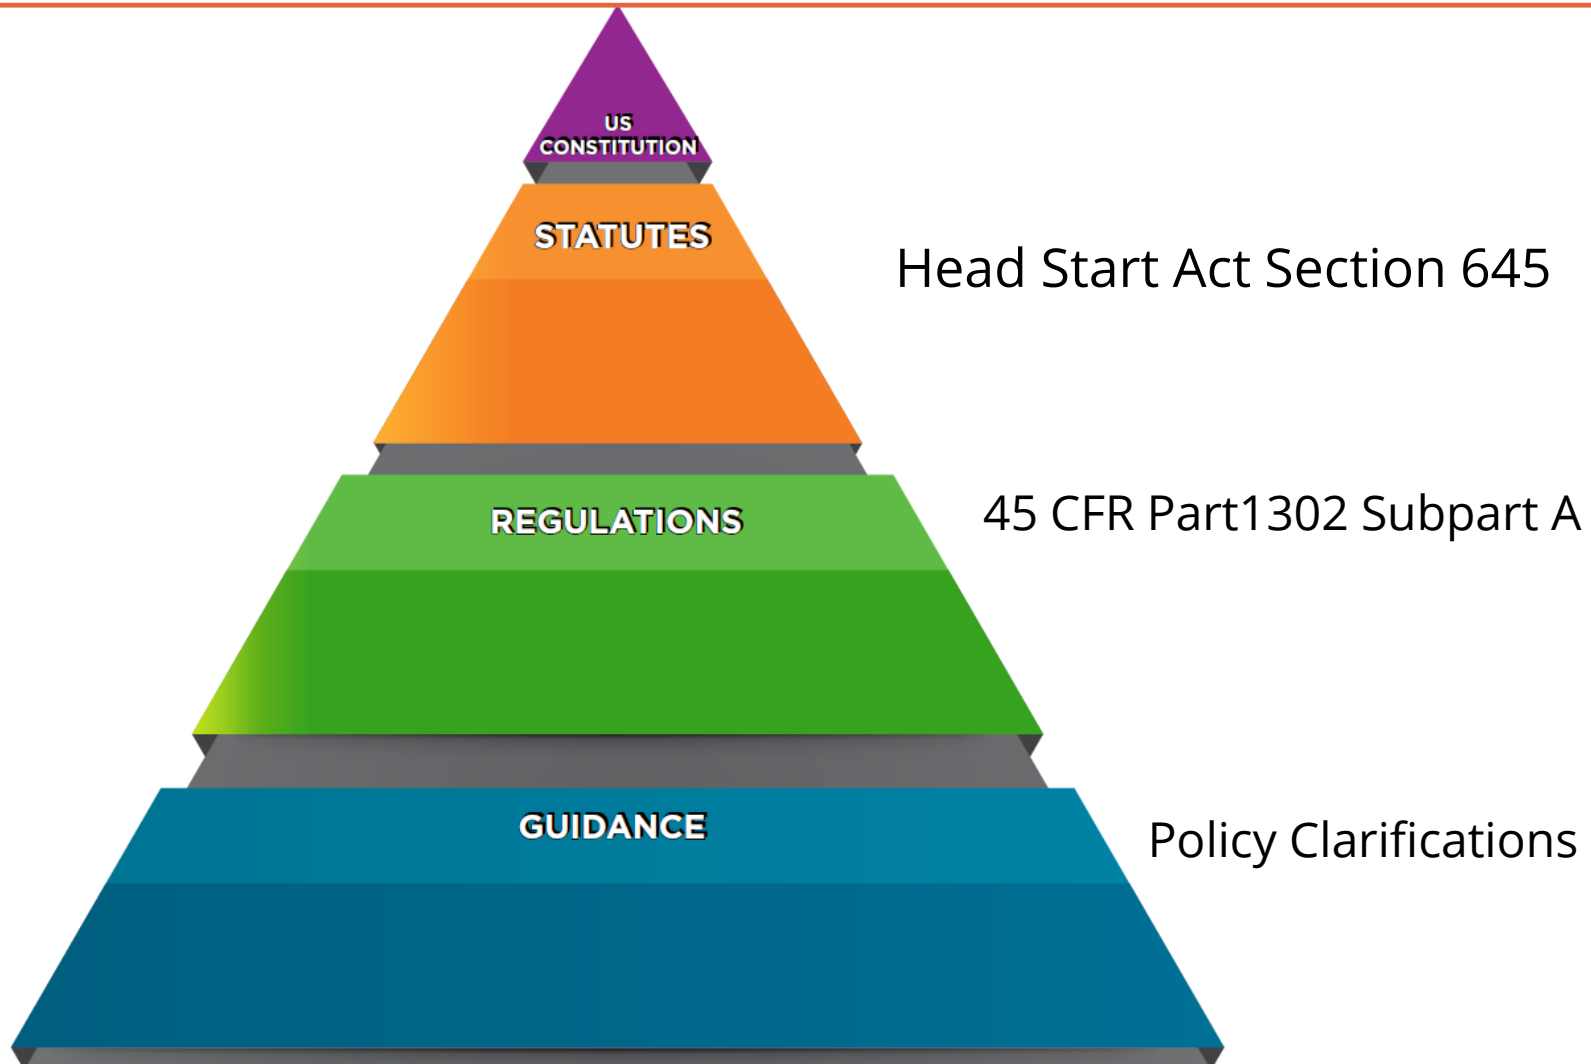 US
CONSTITUTION
STATUTES
Head Start Act Section 645
REGULATIONS
45 CFR Part1302 Subpart A
GUIDANCE
Policy Clarifications